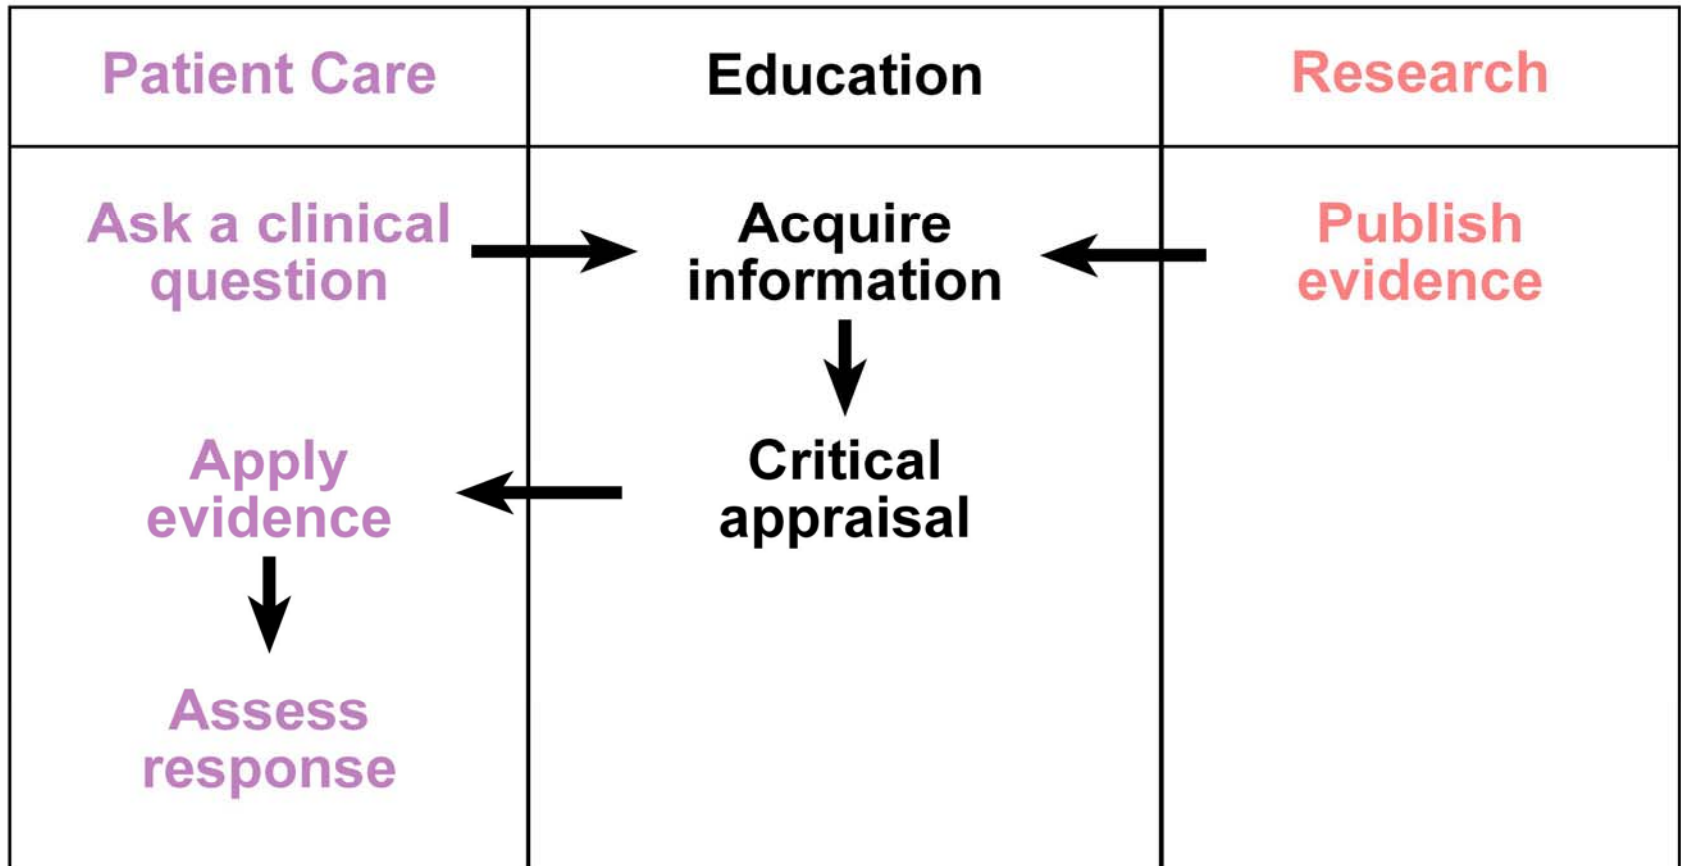 Patient Care
Education
Research
Ask a clinical
question
Acquire
information
Publish
evidence
Apply
evidence
Critical
appraisal
Assess
response